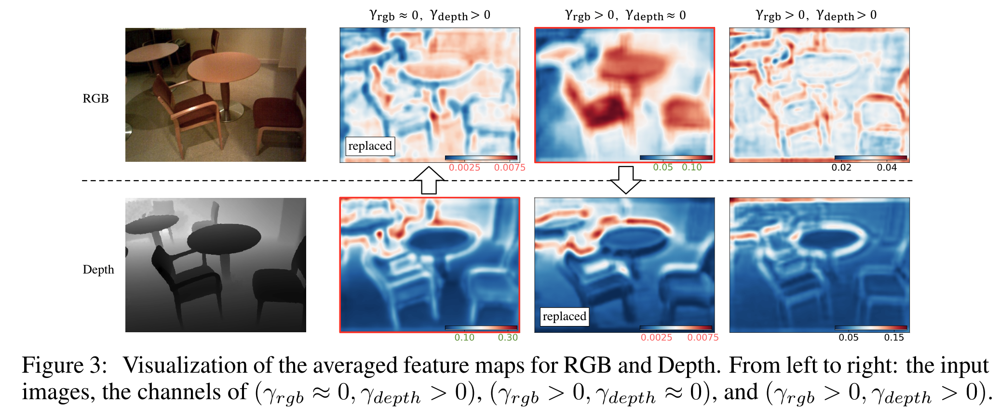 γrgb ≈ 0, γdepth > 0
γrgb > 0, γdepth ≈ 0
γrgb > 0, γdepth > 0
RGB
replaced
0.0025 0.0075
0.05 0.10
0.02 0.04
Depth
replaced
0.10 0.30
0.0025 0.0075
0.05 0.15
Figure 3: Visualization of the averaged feature maps for RGB and Depth. From left to right: the input
images, the channels of (γrgb ≈ 0, γdepth > 0), (γrgb > 0, γdepth ≈ 0), and (γrgb > 0, γdepth > 0).